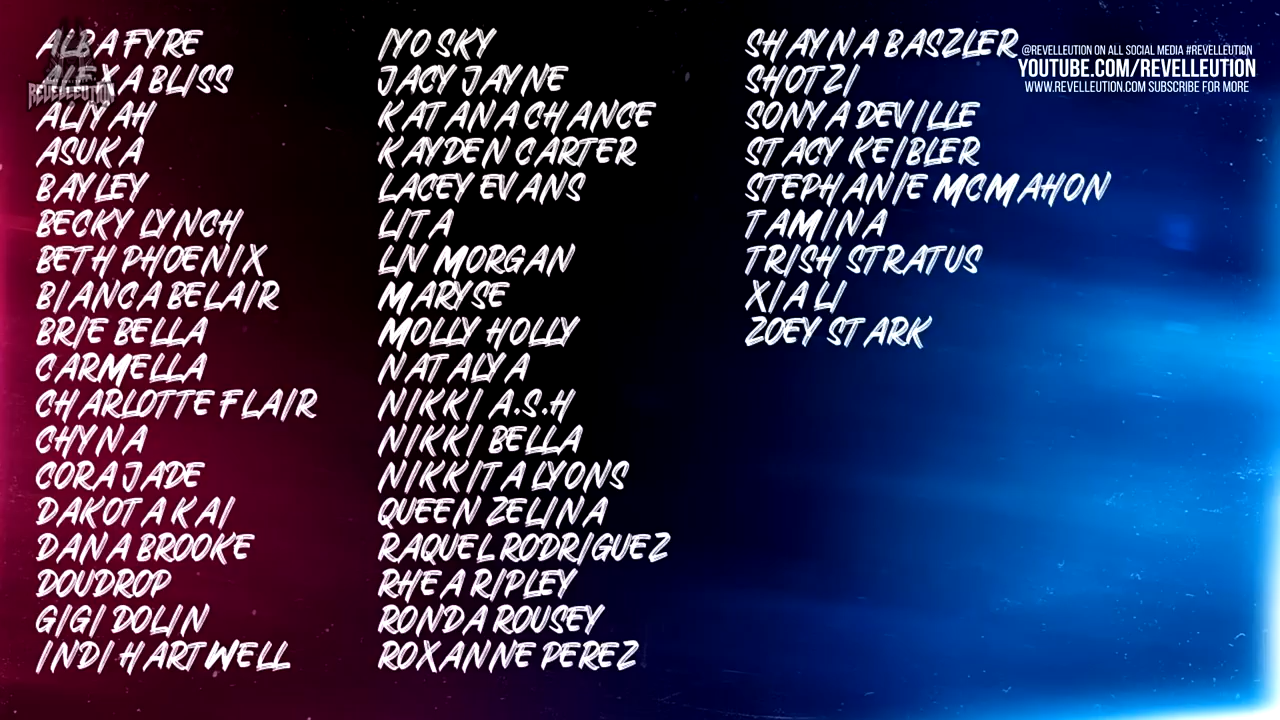 ALBA FYRE
ALEXA BLISS
ALIYAH
ASUKA
BAYLEY
BECKY LYNCH
BETH PHOENIX
BIANCA BELAIR
BRIE BELLA
CARMELLA
CHARLOTTE FLAIR
CHYNA
CORA JADE
DAKOTA KAI
DANA BROOKE
DOUDROP
GIGI DOLIN
INDI HARTWELL
REVELLEUTION
IYO SKY
JACY JAYNE
KATANA CHANCE
KAYDEN CARTER
LACEY EVANS
LITA
LIV MORGAN
MARYSE
MOLLY HOLLY
NATALYA
NIKKI A.S.H
NIKKI BELLA
NIKKITA LYONS
QUEEN ZELINA
RAQUEL RODRIGUEZ
RHEA RIPLEY
RONDA ROUSEY
ROXANNE PEREZ
SHAYNA BASZLER
SHOTZI
SONYA DEVILLE
STACY KEIBLER
STEPHANIE MCMAHON
TAMINA
TRISH STRATUS
XIA LI
ZOEY STARK
@REVELLEUTION ON ALL SOCIAL MEDIA #REVELLEUTION
YOUTUBE.COM/REVELLEUTION
WWW.REVELLEUTION.COM SUBSCRIBE FOR MORE